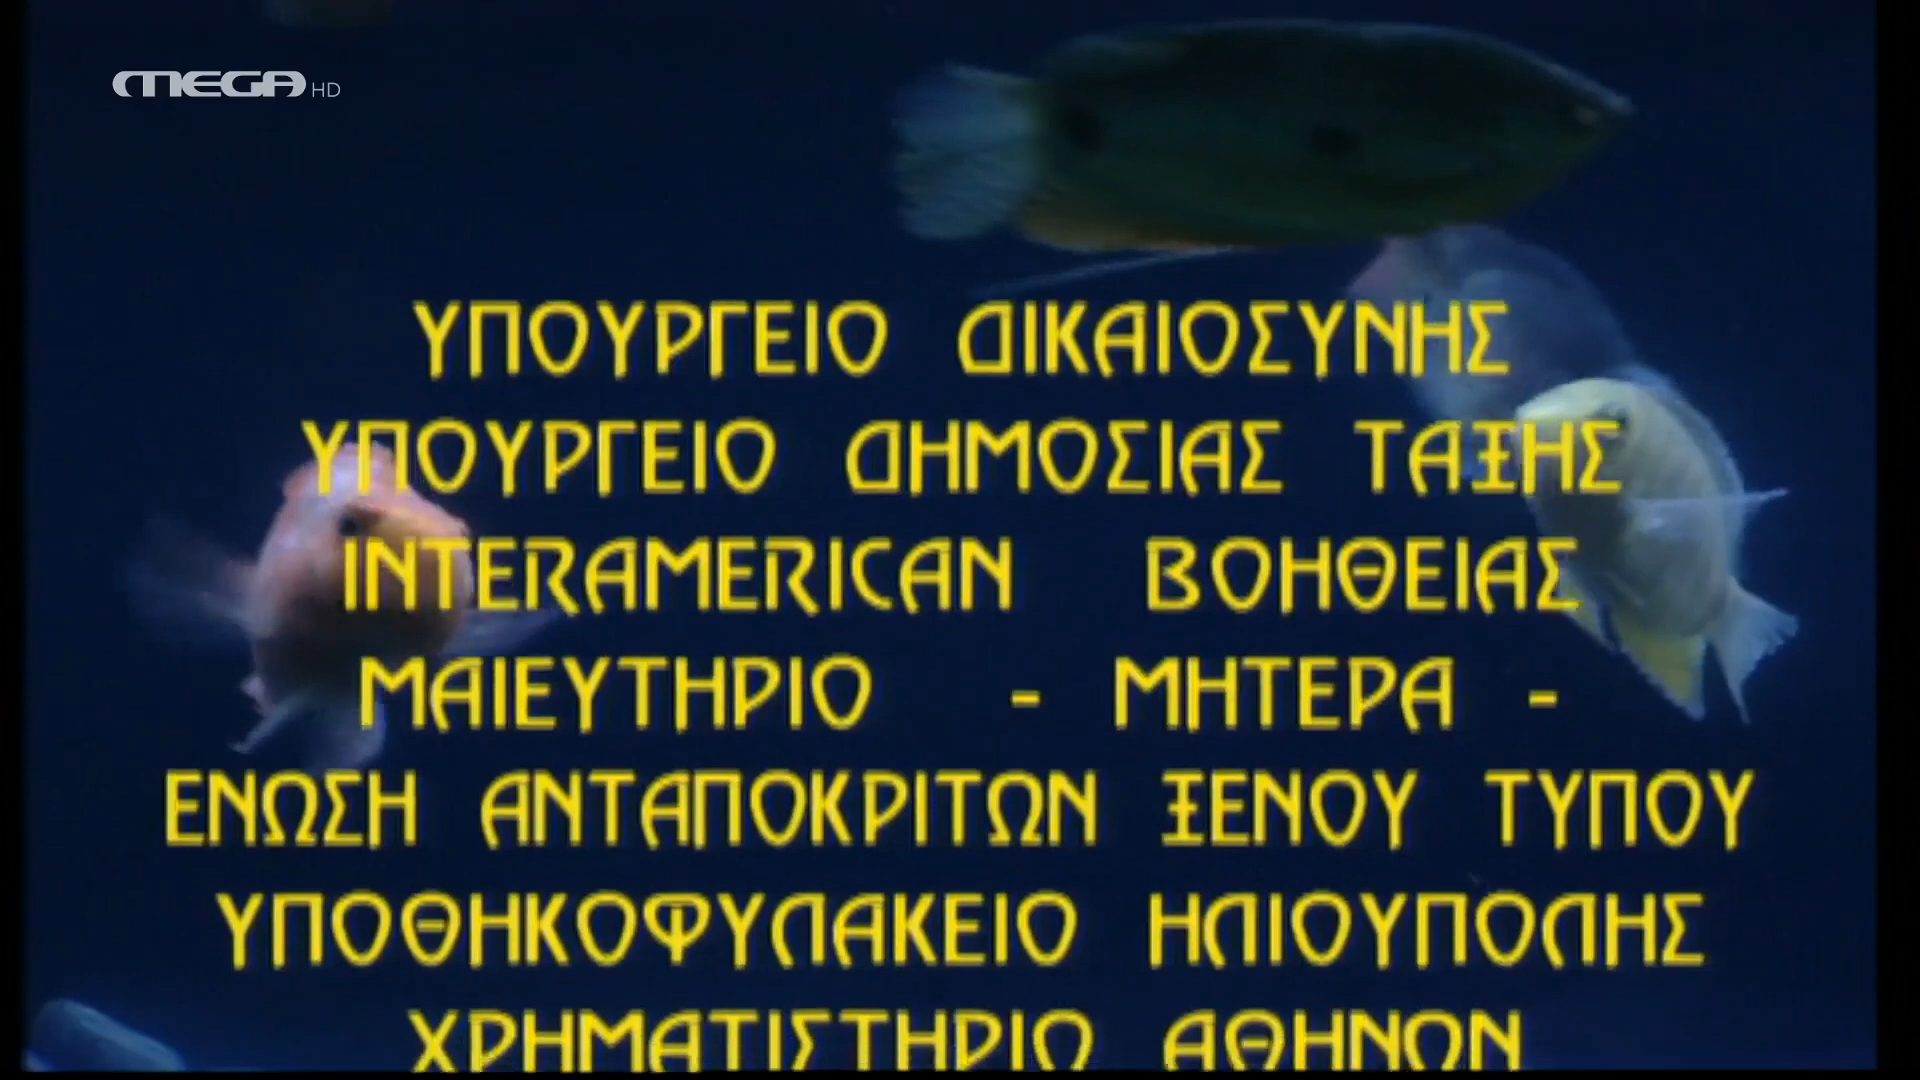 MEGA HD
ΥΠΟΥΡΓΕΙΟ ΔΙΚΑΙΟΣΥΝΗΣ
ΥΠΟΥΡΓΕΙΟ ΔΗΜΟΣΙΑΣ ΤΑΞΗΣ
INTERAMERICAN ΒΟΗΘΕΙΑΣ
ΜΑΙΕΥΤΗΡΙΟ - ΜΗΤΕΡΑ -
ΕΝΩΣΗ ΑΝΤΑΠΟΚΡΙΤΩΝ ΞΕΝΟΥ ΤΥΠΟΥ
ΥΠΟΘΗΚΟΦΥΛΑΚΕΙΟ ΗΛΙΟΥΠΟΛΗΣ
ΧΡΗΜΑΤΙΣΤΗΡΙΟ ΑΘΗΝΩΝ